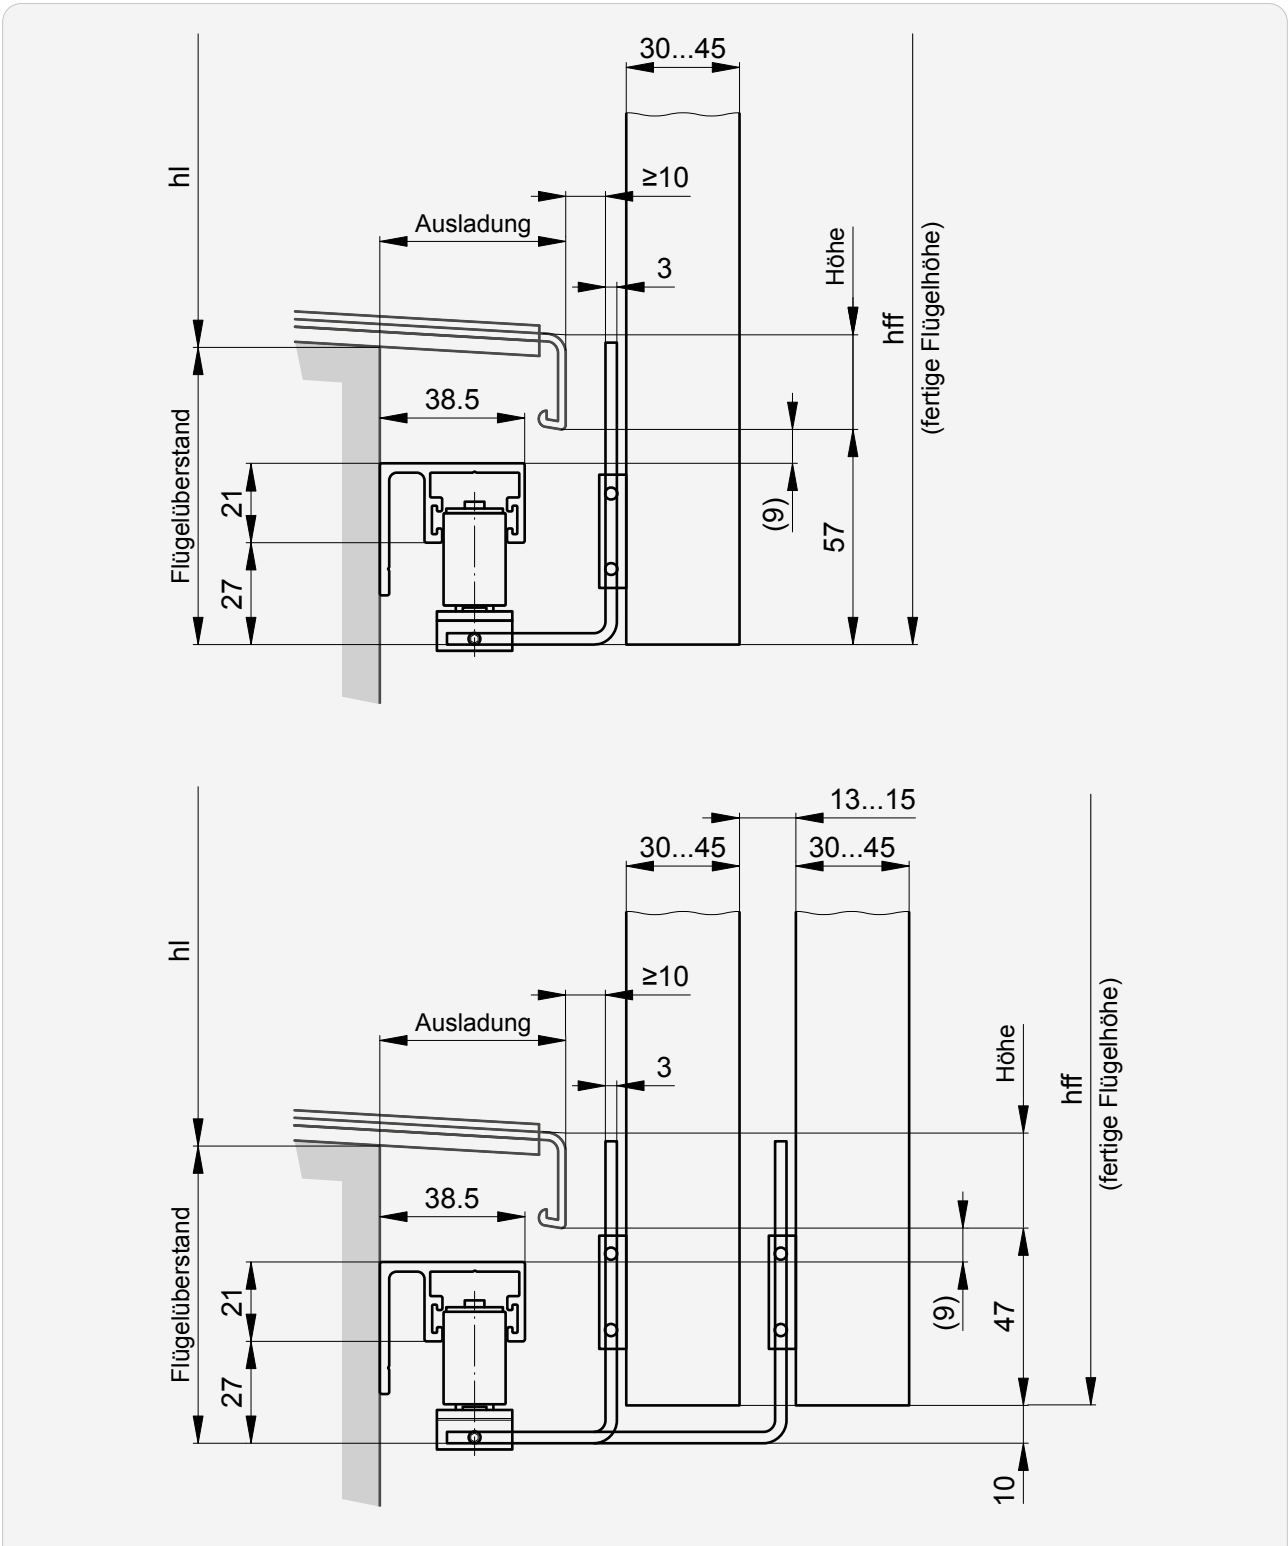 30...45
hl
≥10
Ausladung
Höhe
3
hff
(fertige Flügelhöhe)
38.5
Flügelüberstand
21
(9)
57
27
13...15
30...45
30...45
hl
≥10
Ausladung
Höhe
3
hff
(fertige Flügelhöhe)
38.5
Flügelüberstand
21
(9)
47
27
10